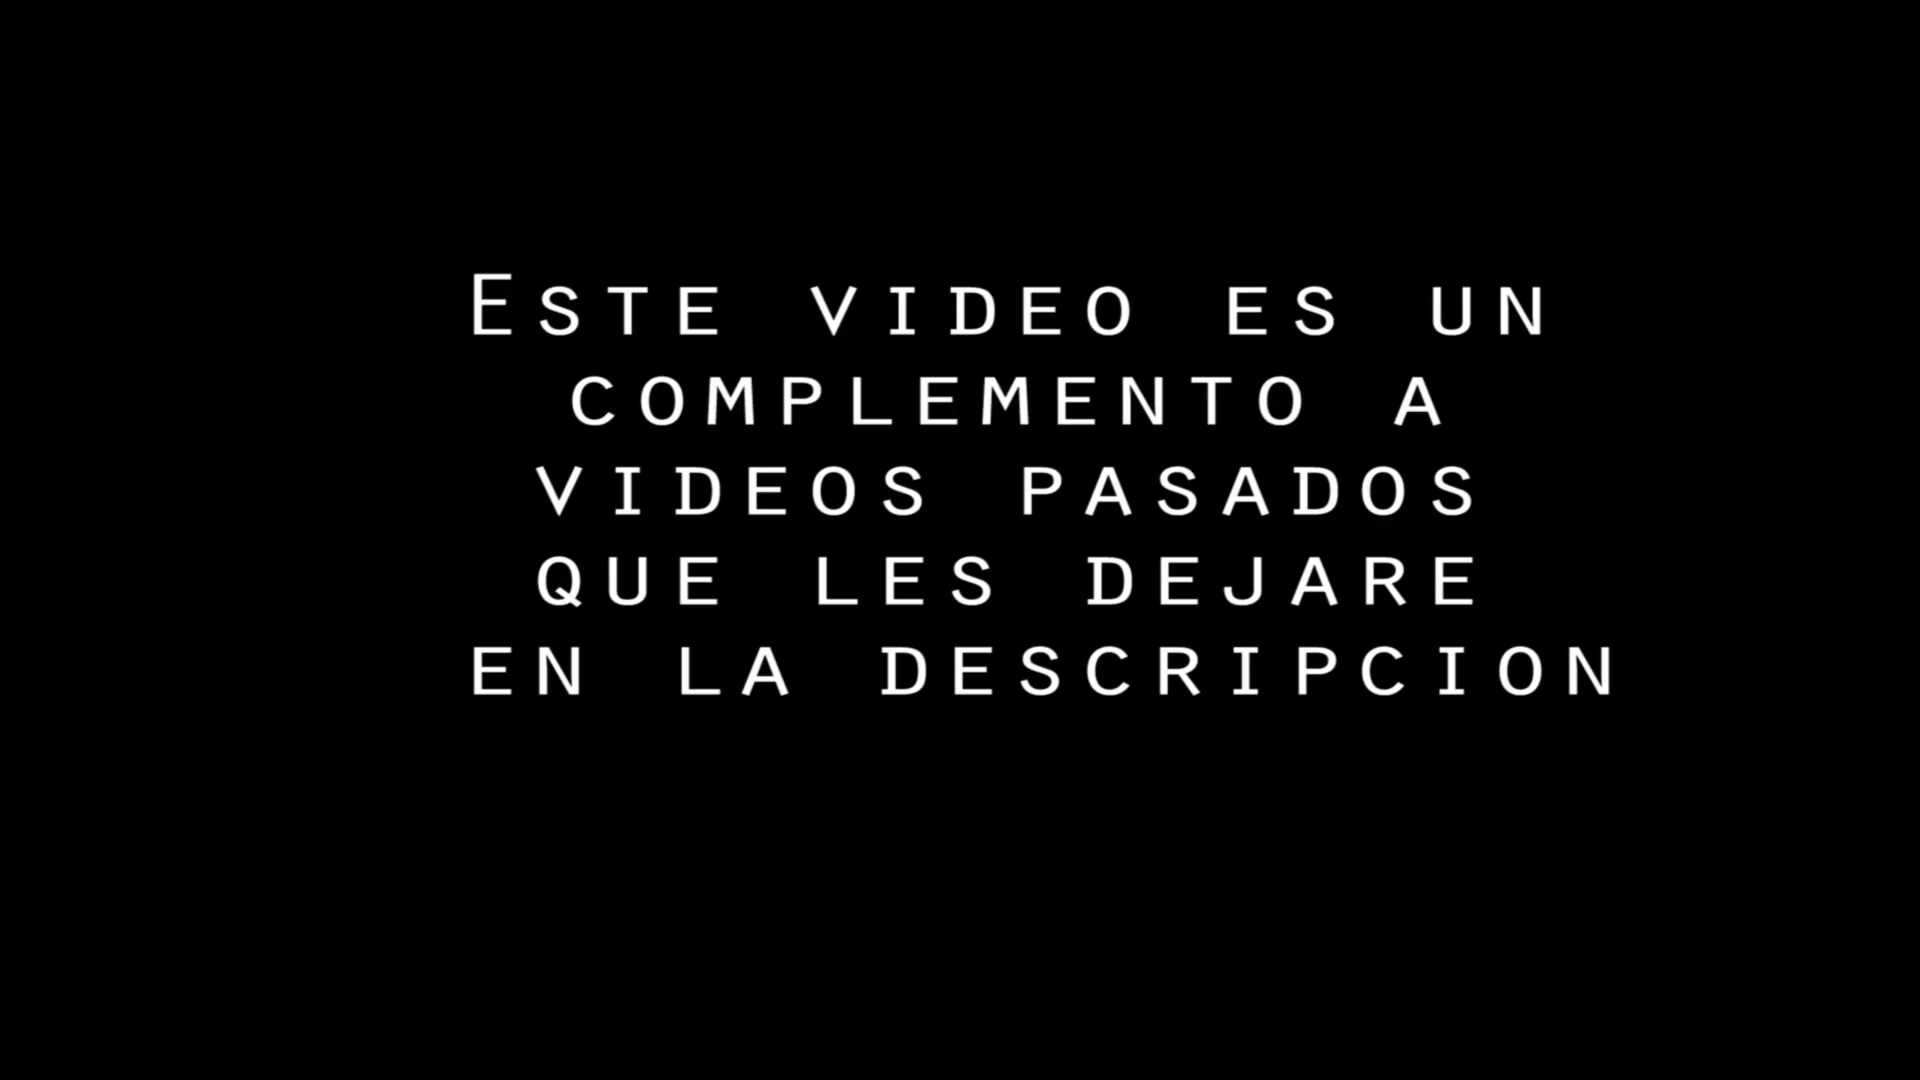 Este video es un
complemento a
videos pasados
que les dejare
en la descripcion